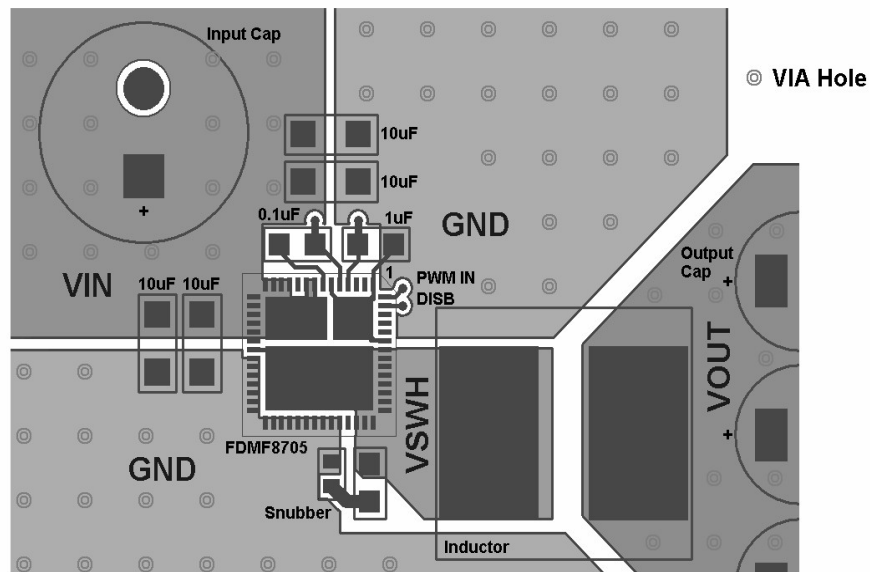 Input Cap
VIA Hole
10uF
10uF
0.1uF
1uF
GND
Output
Cap
+
VIN
10uF 10uF
1
PWM IN
DISB
+
VOUT
VSWH
+
FDMF8705
GND
Snubber
Inductor